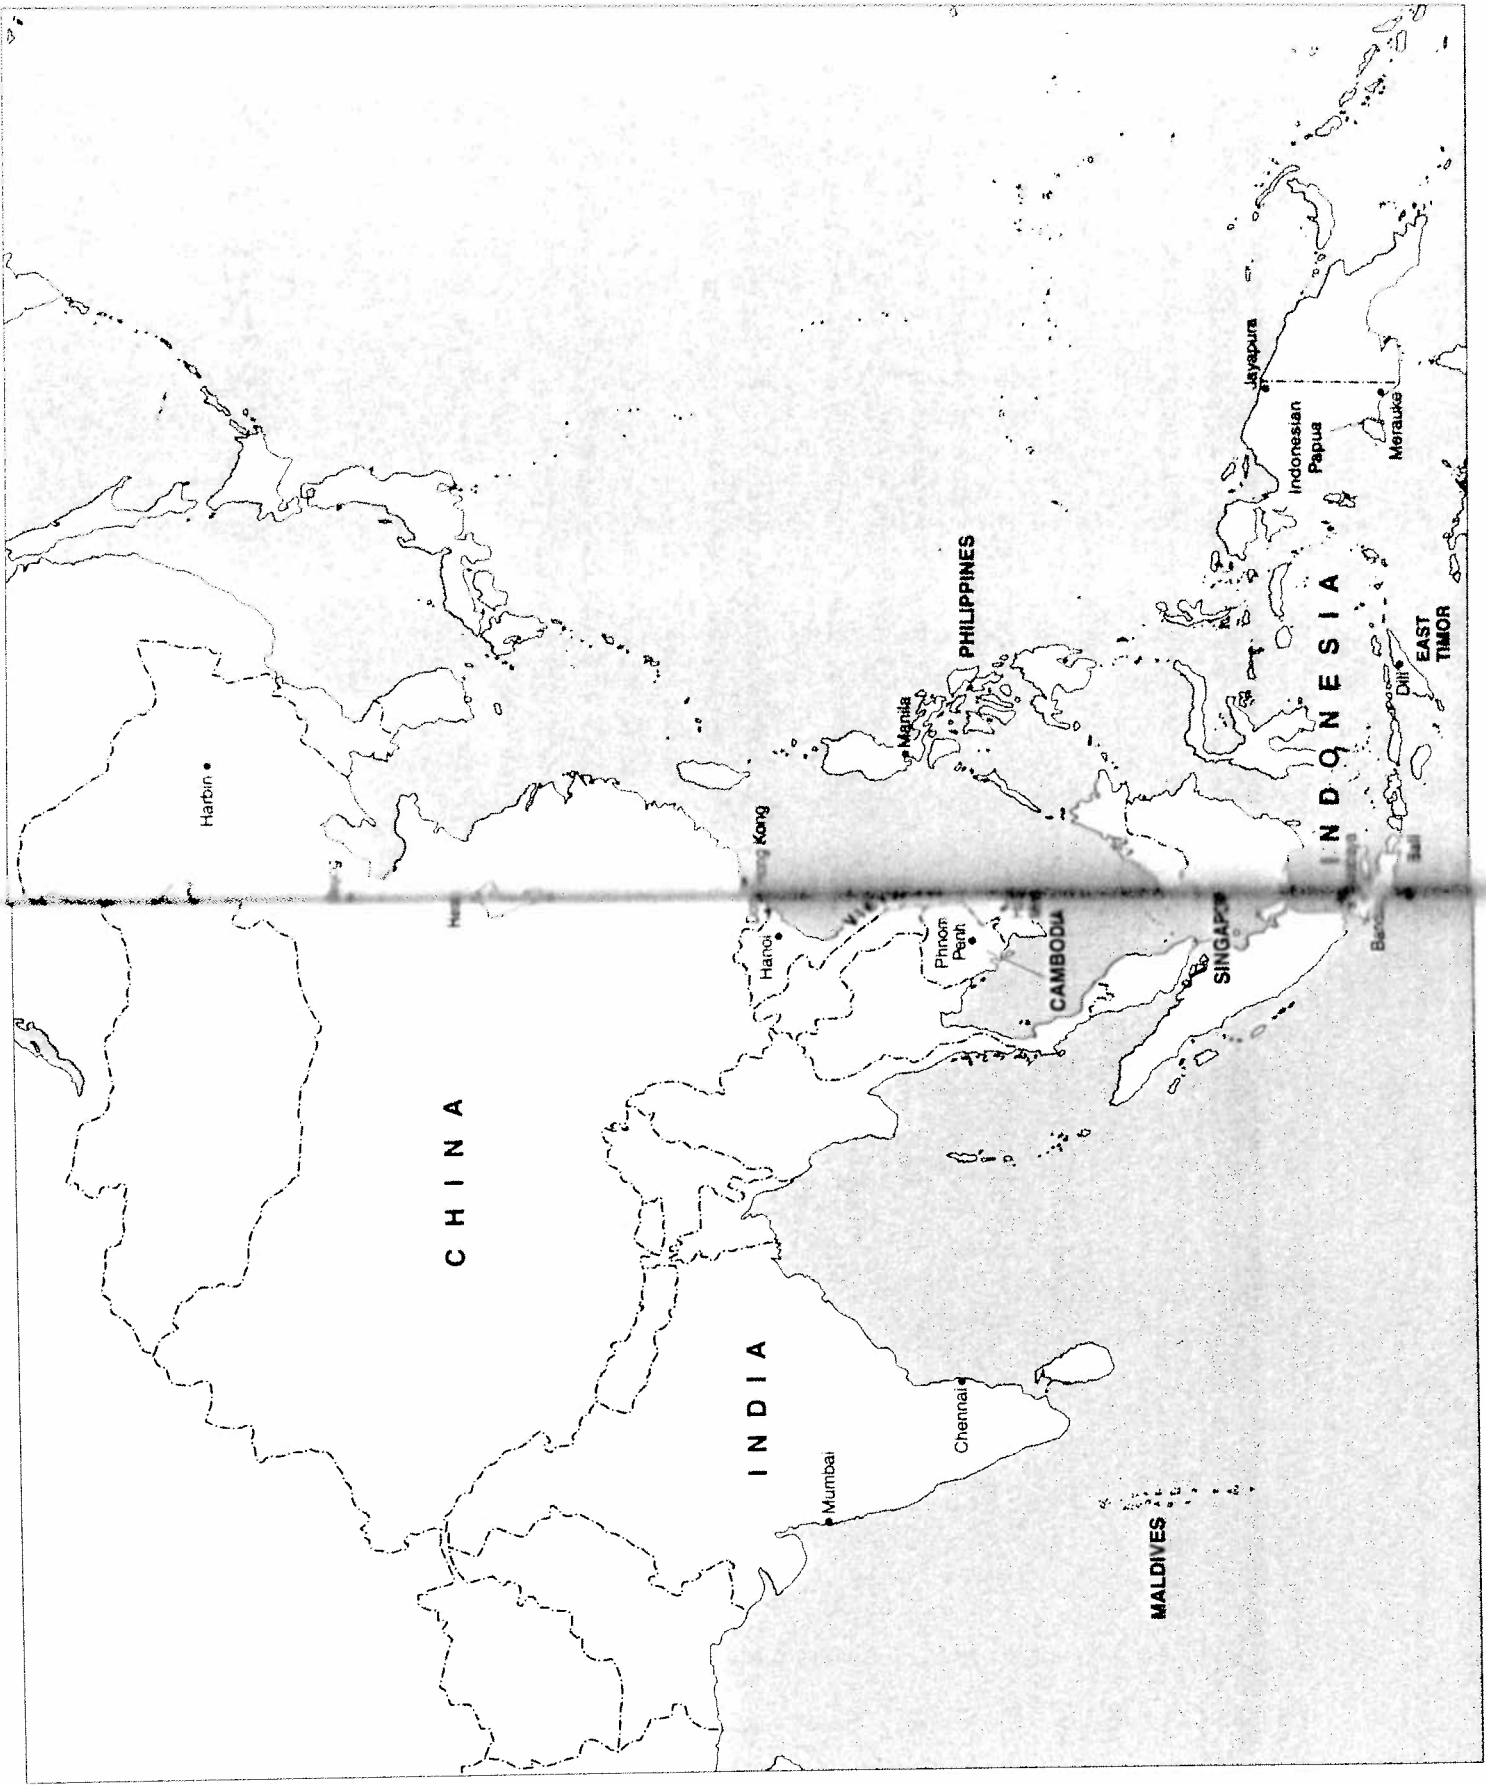 Harbin
CHINA
Kong
Hanoi
INDIA
Mumbai
Chennai
MALDIVES
Phnom
Penh
CAMBODIA
Manila
PHILIPPINES
INDONESIA
Jayapura
Indonesian
Papua
Merauke
Dili
EAST
TIMOR